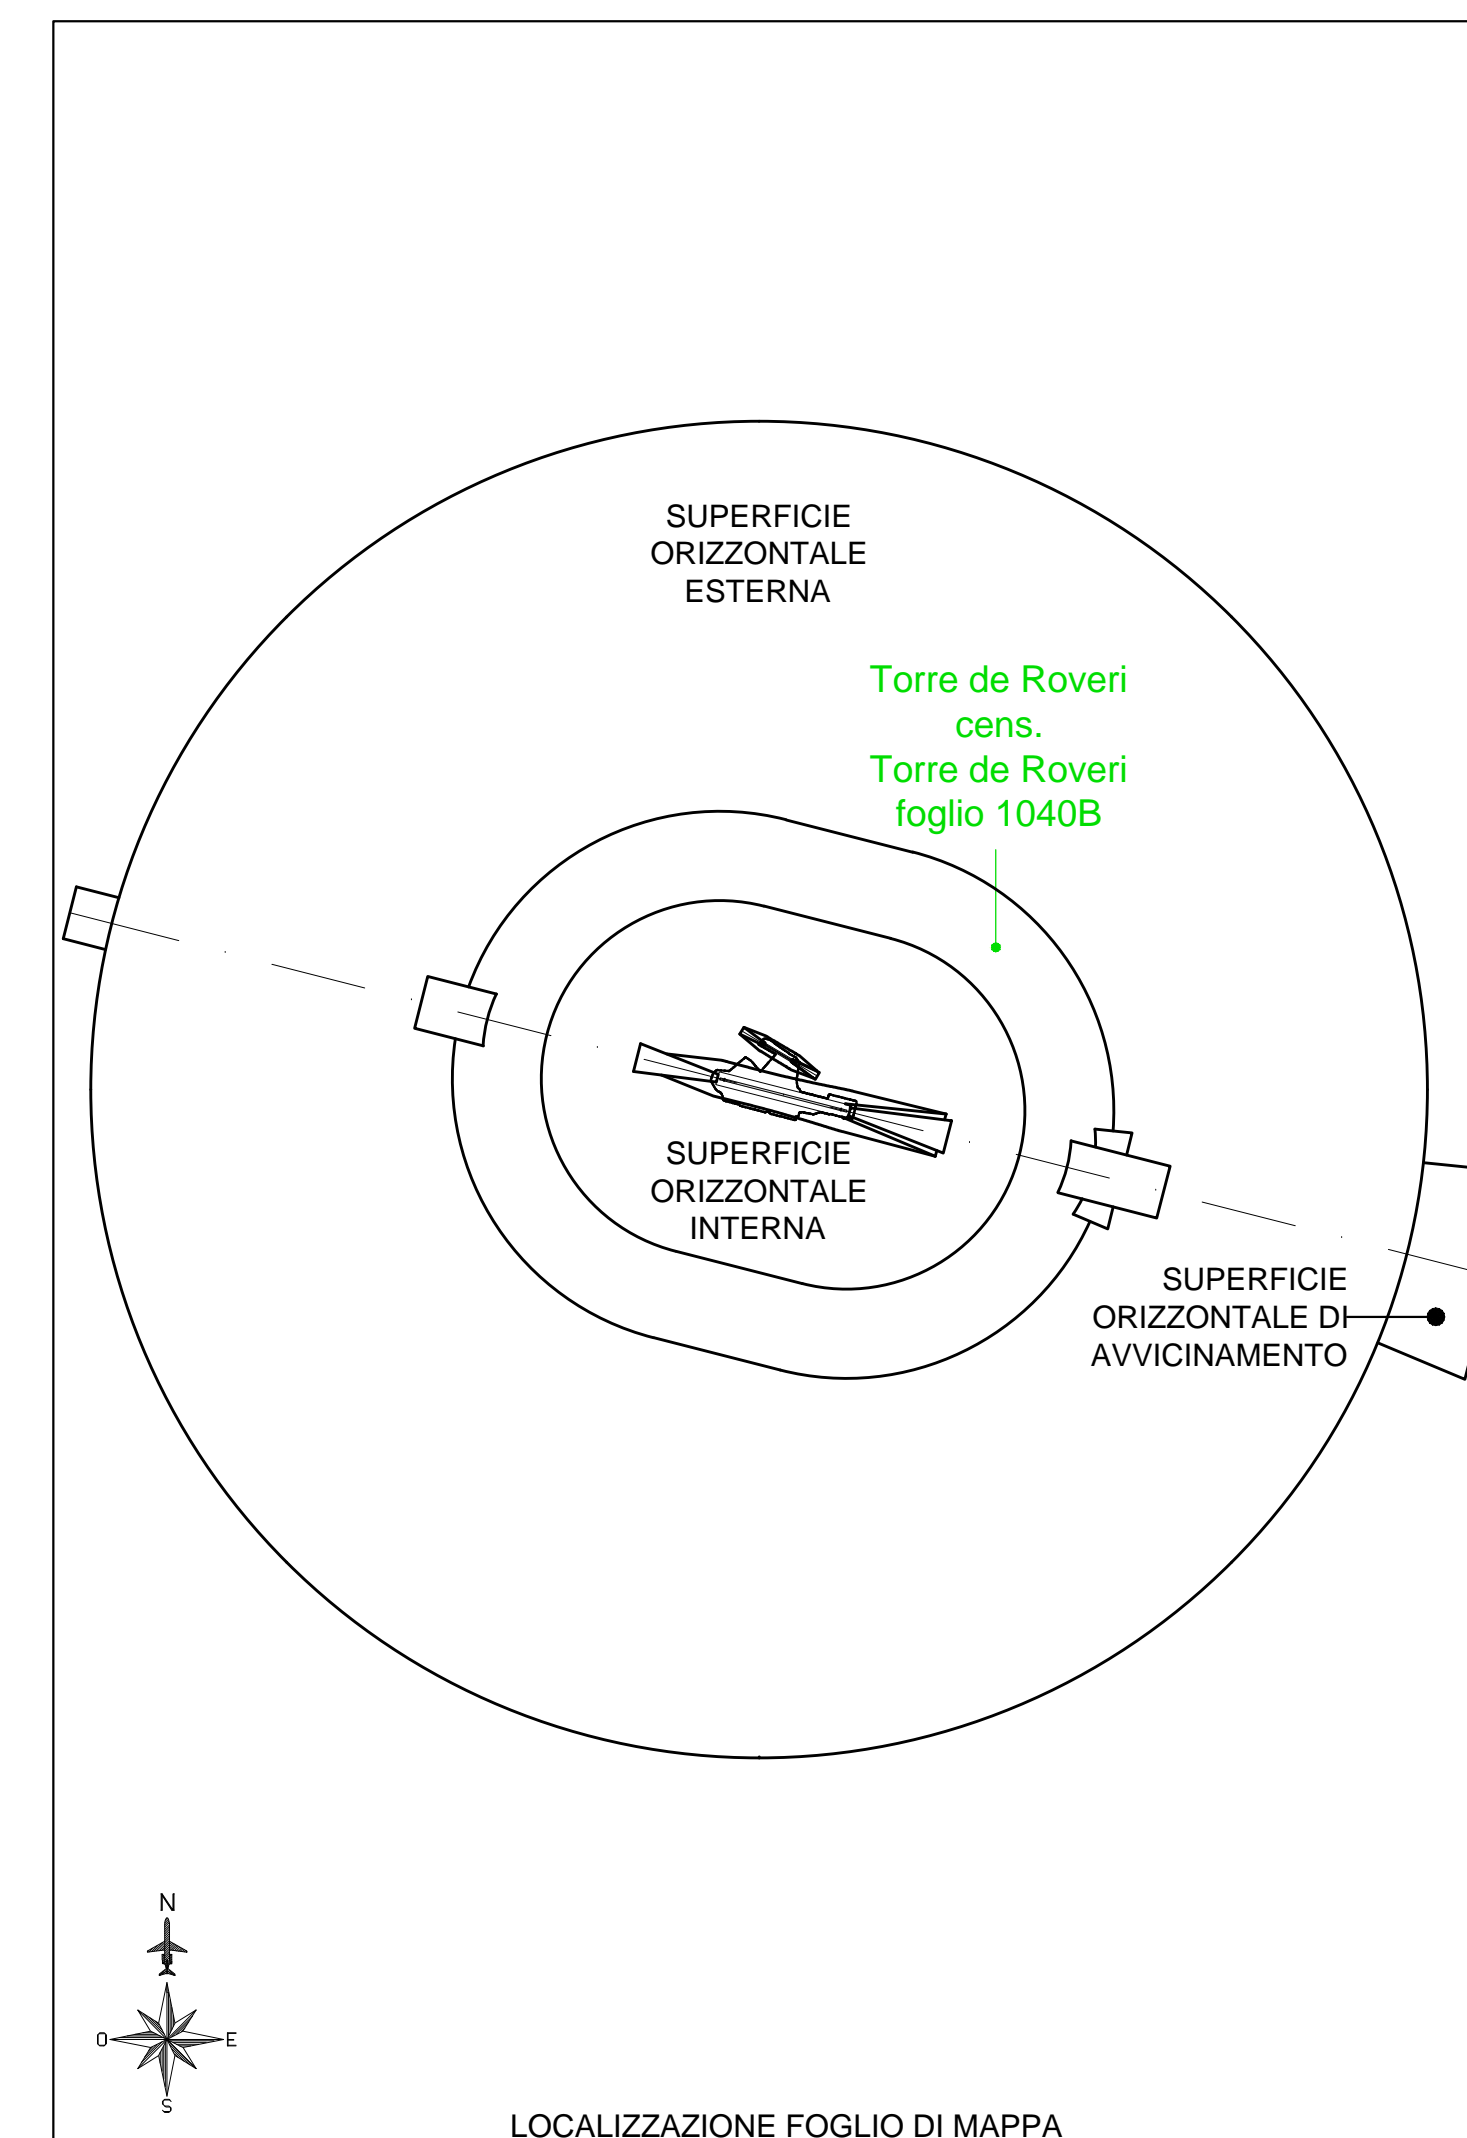 SUPERFICIE
ORIZZONTALE
ESTERNA
Torre de Roveri
cens.
Torre de Roveri
foglio 1040B
SUPERFICIE
ORIZZONTALE
INTERNA
SUPERFICIE
ORIZZONTALE DI
AVVICINAMENTO
N
O
E
S
LOCALIZZAZIONE FOGLIO DI MAPPA